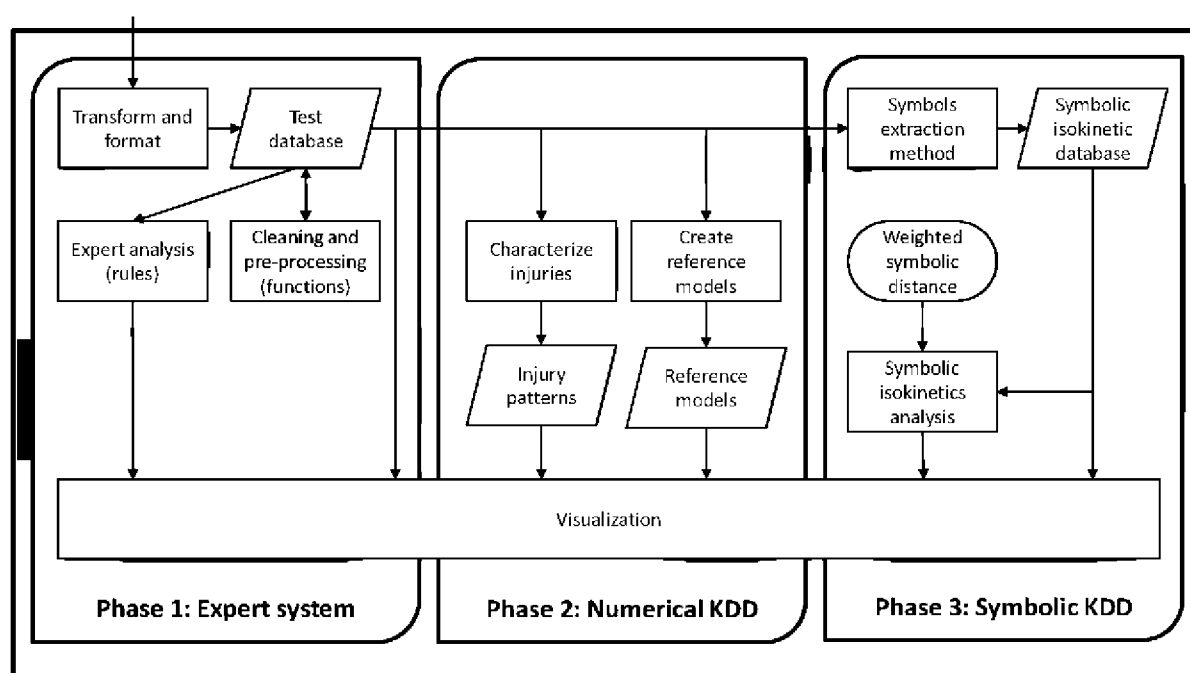 Transform and
format
Test
database
Expert analysis
(rules)
Cleaning and
pre-processing
(functions)
Characterize
injuries
Create
reference
models
Injury
patterns
Reference
models
Symbols
extraction
method
Symbolic
isokinetic
database
Weighted
symbolic
distance
Symbolic
isokinetics
analysis
Visualization
Phase 1: Expert system
Phase 2: Numerical KDD
Phase 3: Symbolic KDD